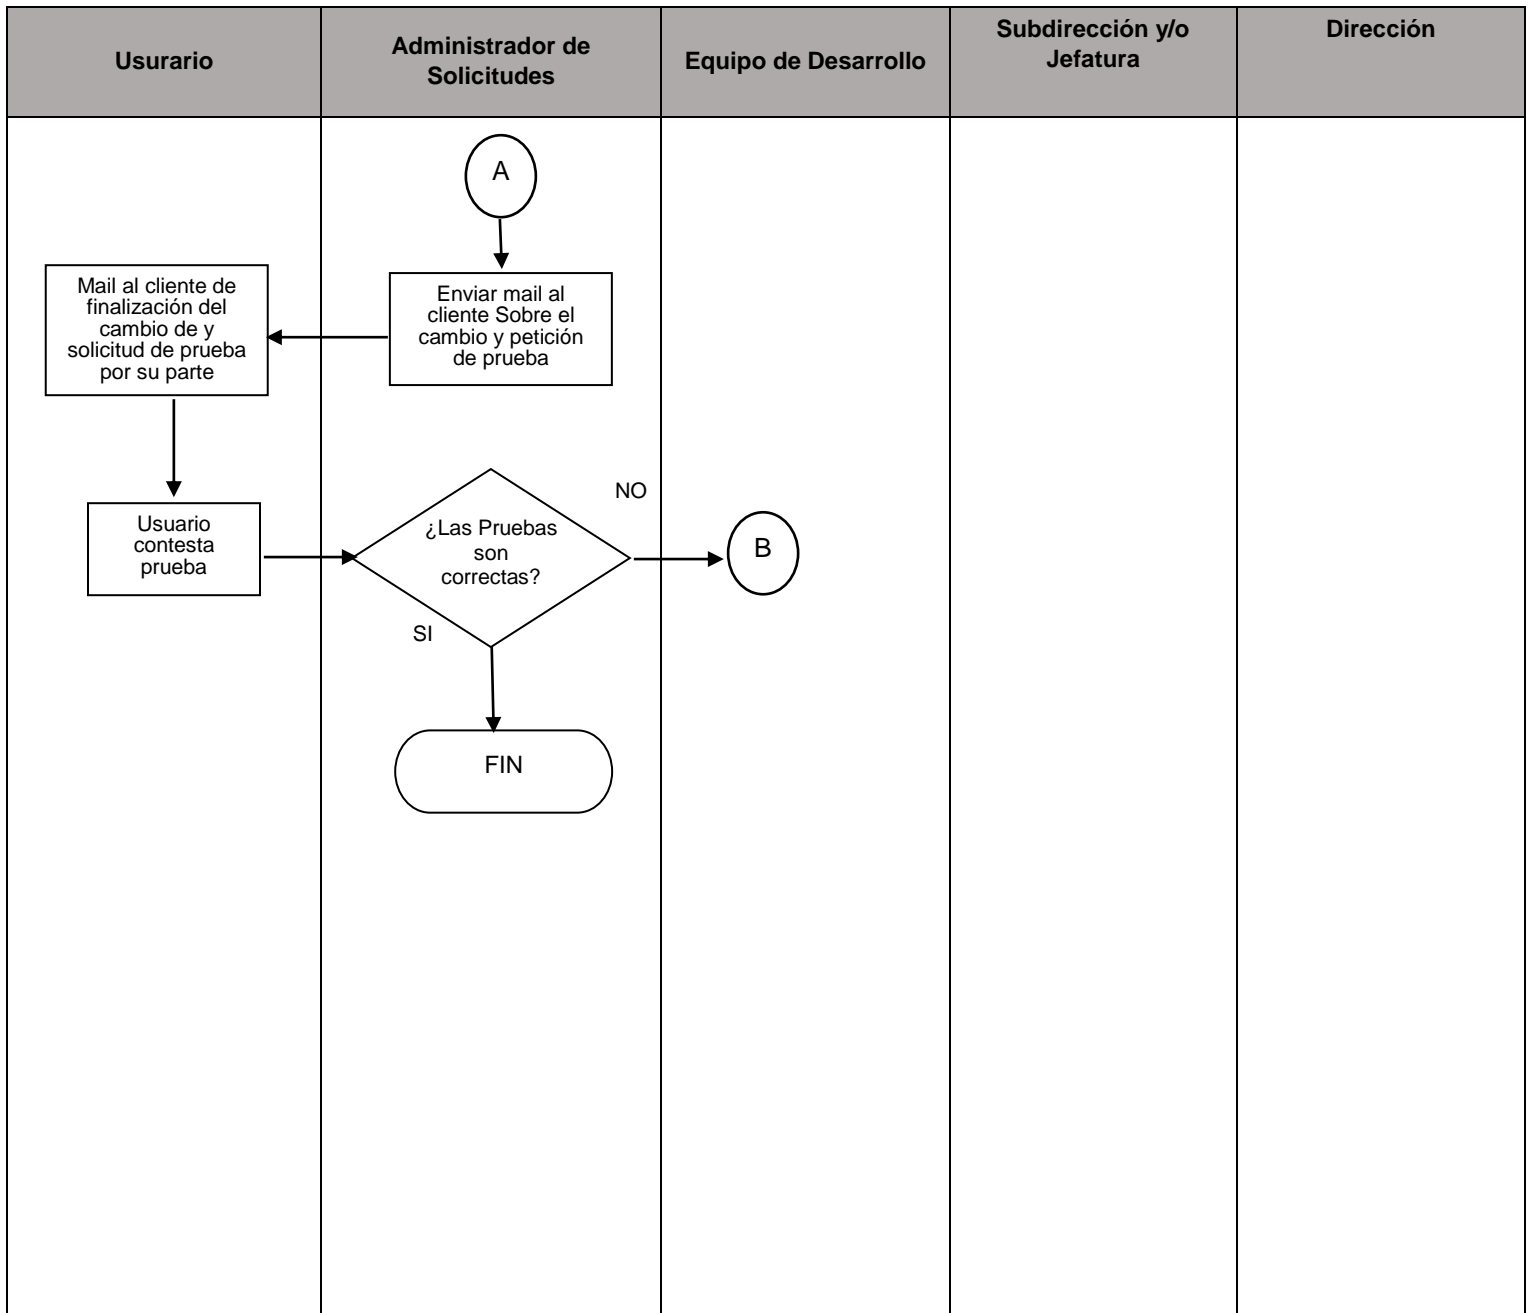 Usurario
Administrador de
Solicitudes
Equipo de Desarrollo
Subdirección y/o
Jefatura
Dirección
A
Mail al cliente de
finalización del
cambio de y
solicitud de prueba
por su parte
Enviar mail al
cliente Sobre el
cambio y petición
de prueba
Usuario
contesta
prueba
¿Las Pruebas
son
correctas?
NO
B
SI
FIN